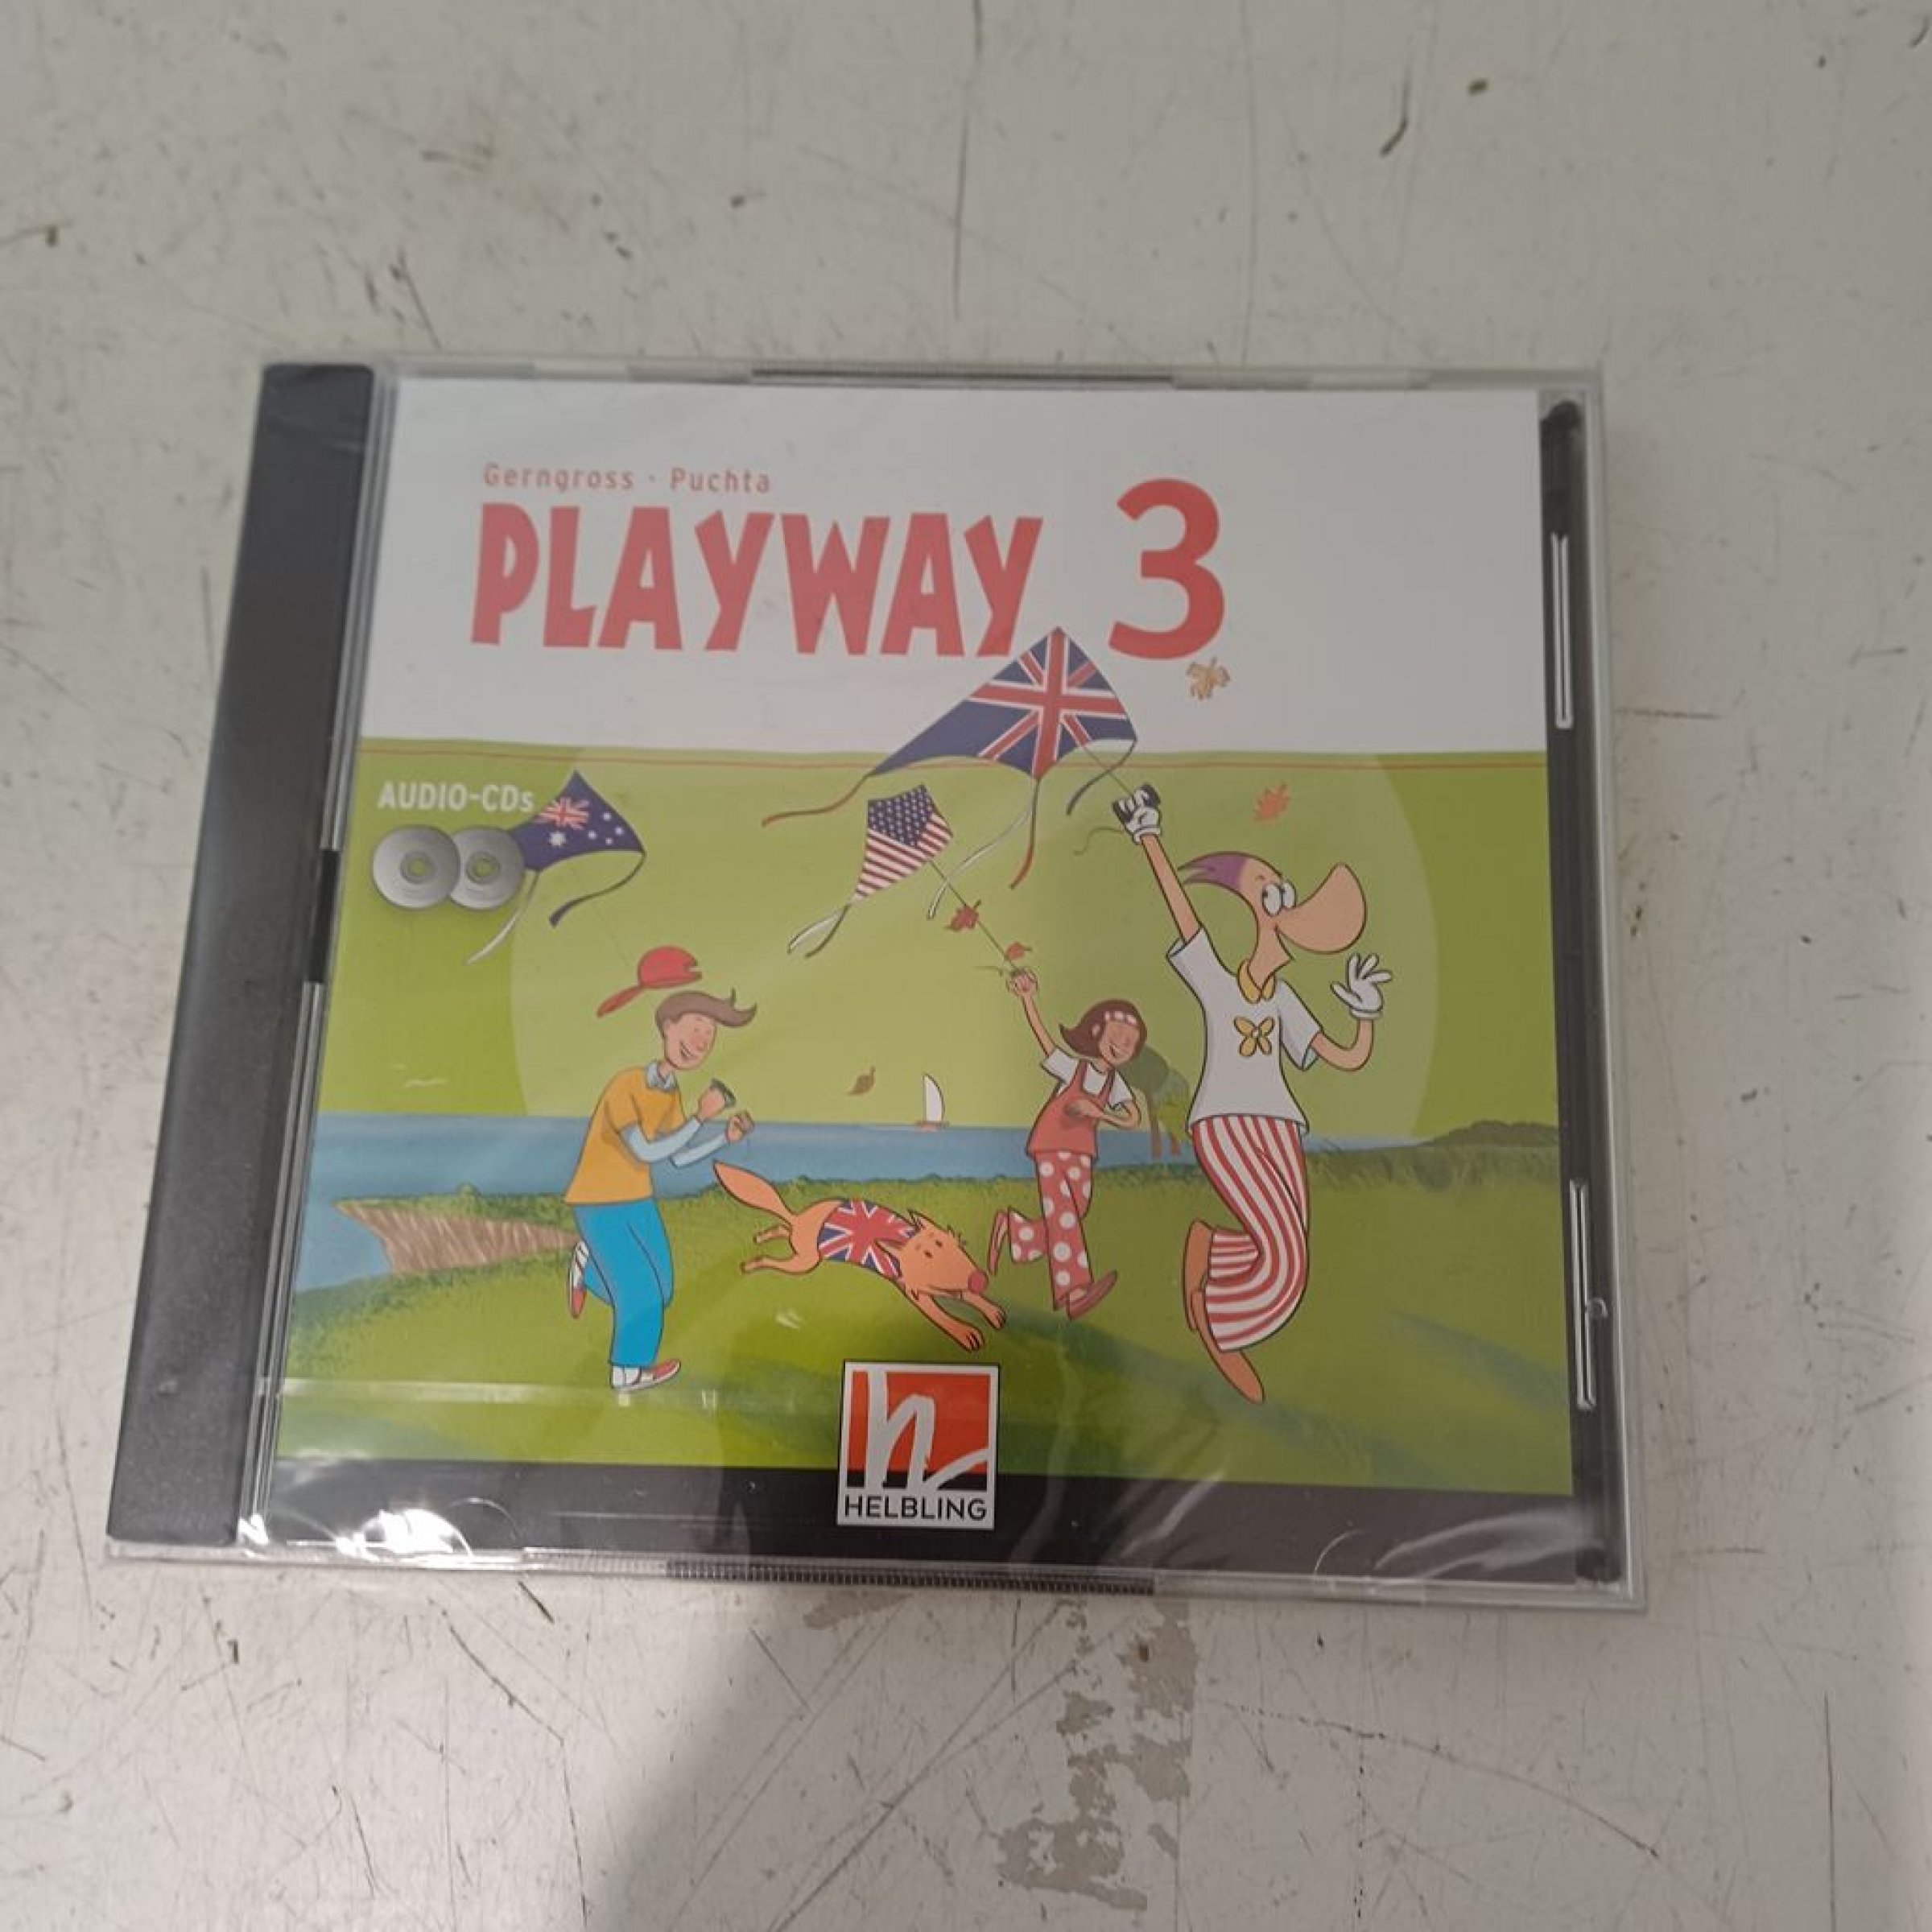 Gerngross · Puchta
PLAYWAY 3
AUDIO-CDs
HELBLING